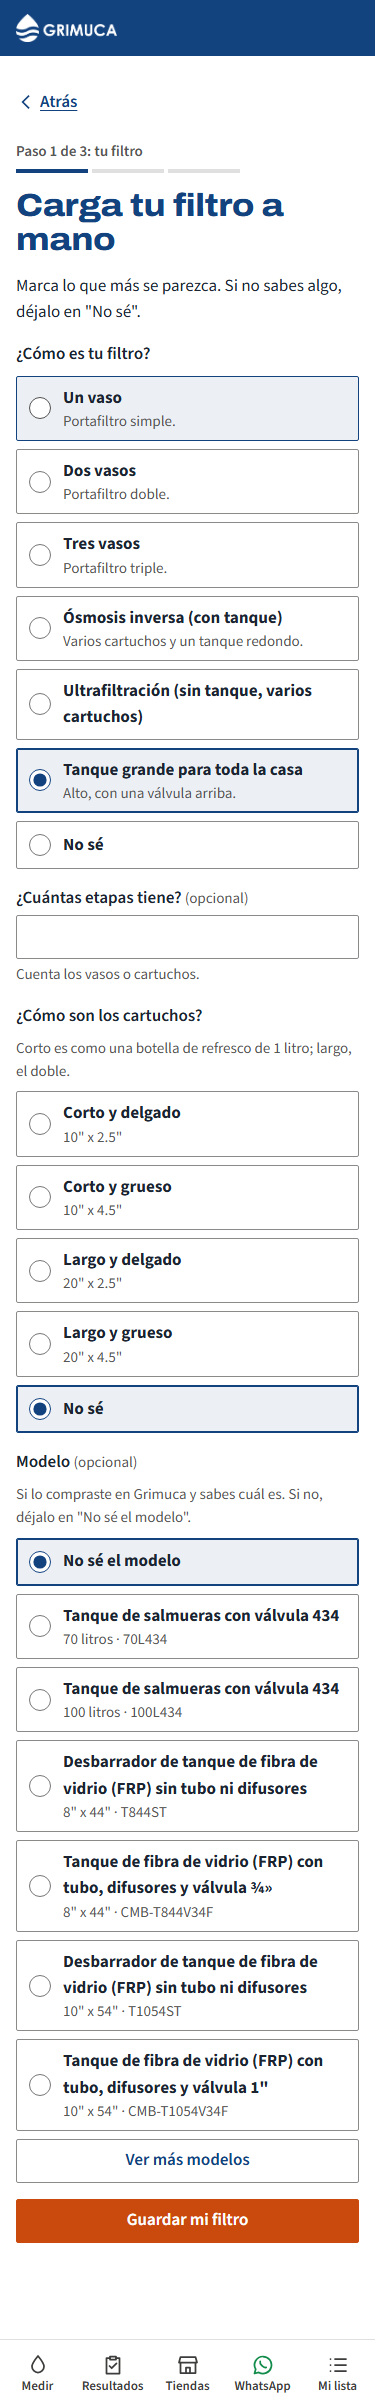 GRIMUCA
Atrás
Paso 1 de 3: tu filtro
Carga tu filtro a
mano
Marca lo que más se parezca. Si no sabes algo,
déjalo en "No sé".
¿Cómo es tu filtro?
Un vaso
Portafiltro simple.
Dos vasos
Portafiltro doble.
Tres vasos
Portafiltro triple.
Ósmosis inversa (con tanque)
Varios cartuchos y un tanque redondo.
Ultrafiltración (sin tanque, varios
cartuchos)
Tanque grande para toda la casa
Alto, con una válvula arriba.
No sé
¿Cuántas etapas tiene? (opcional)
Cuenta los vasos o cartuchos.
¿Cómo son los cartuchos?
Corto es como una botella de refresco de 1 litro; largo,
el doble.
Corto y delgado
10" x 2.5"
Corto y grueso
10" x 4.5"
Largo y delgado
20" x 2.5"
Largo y grueso
20" x 4.5"
No sé
Modelo (opcional)
Si lo compraste en Grimuca y sabes cuál es. Si no,
déjalo en "No sé el modelo".
No sé el modelo
Tanque de salmueras con válvula 434
70 litros · 70L434
Tanque de salmueras con válvula 434
100 litros · 100L434
Desbarrador de tanque de fibra de
vidrio (FRP) sin tubo ni difusores
8" x 44" · T844ST
Tanque de fibra de vidrio (FRP) con
tubo, difusores y válvula ¾»
8" x 44" · CMB-T844V34F
Desbarrador de tanque de fibra de
vidrio (FRP) sin tubo ni difusores
10" x 54" · T1054ST
Tanque de fibra de vidrio (FRP) con
tubo, difusores y válvula 1"
10" x 54" · CMB-T1054V34F
Ver más modelos
Guardar mi filtro
Medir Resultados Tiendas WhatsApp Mi lista